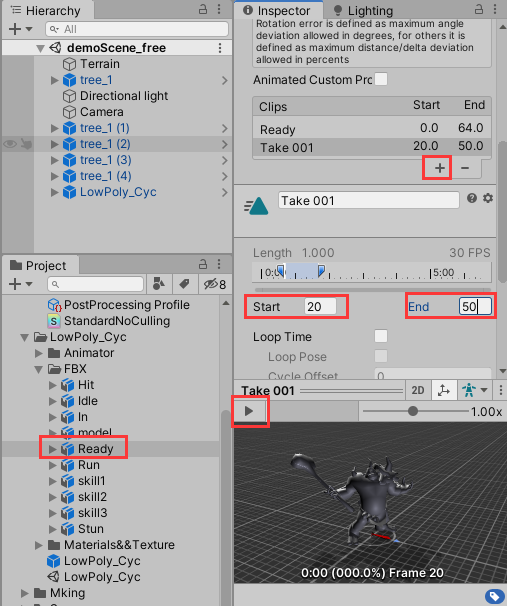 Hierarchy
All
demoScene_free
Terrain
tree_1
Directional light
Camera
tree_1 (1)
tree_1 (2)
tree_1 (3)
tree_1 (4)
LowPoly_Cyc
Project
8
PostProcessing Profile
StandardNoCulling
LowPoly_Cyc
Animator
FBX
Hit
Idle
In
model
Ready
Run
skill1
skill2
skill3
Stun
Materials&&Texture
LowPoly_Cyc
LowPoly_Cyc
Mking
Inspector Lighting
Rotation error is defined as maximum angle
deviation allowed in degrees, for others it is
defined as maximum distance/delta deviation
allowed in percents
Animated Custom Pro
Clips Start End
Ready 0.0 64.0
Take 001 20.0 50.0
Take 001
Length 1.000 30 FPS
5:00
Start 20 End 50
Loop Time
Loop Pose
Cycle Offset 0
Take 001 2D
1.00x
0:00 (000.0%) Frame 20